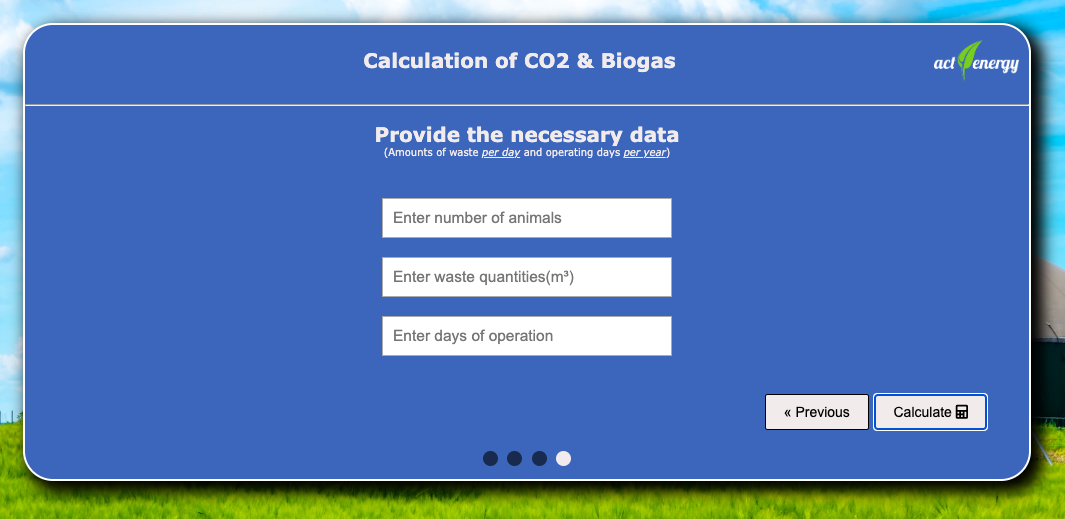 Calculation of CO2 & Biogas
act energy
Provide the necessary data
(Amounts of waste per day and operating days per year)
Enter number of animals
Enter waste quantities(m³)
Enter days of operation
« Previous
Calculate